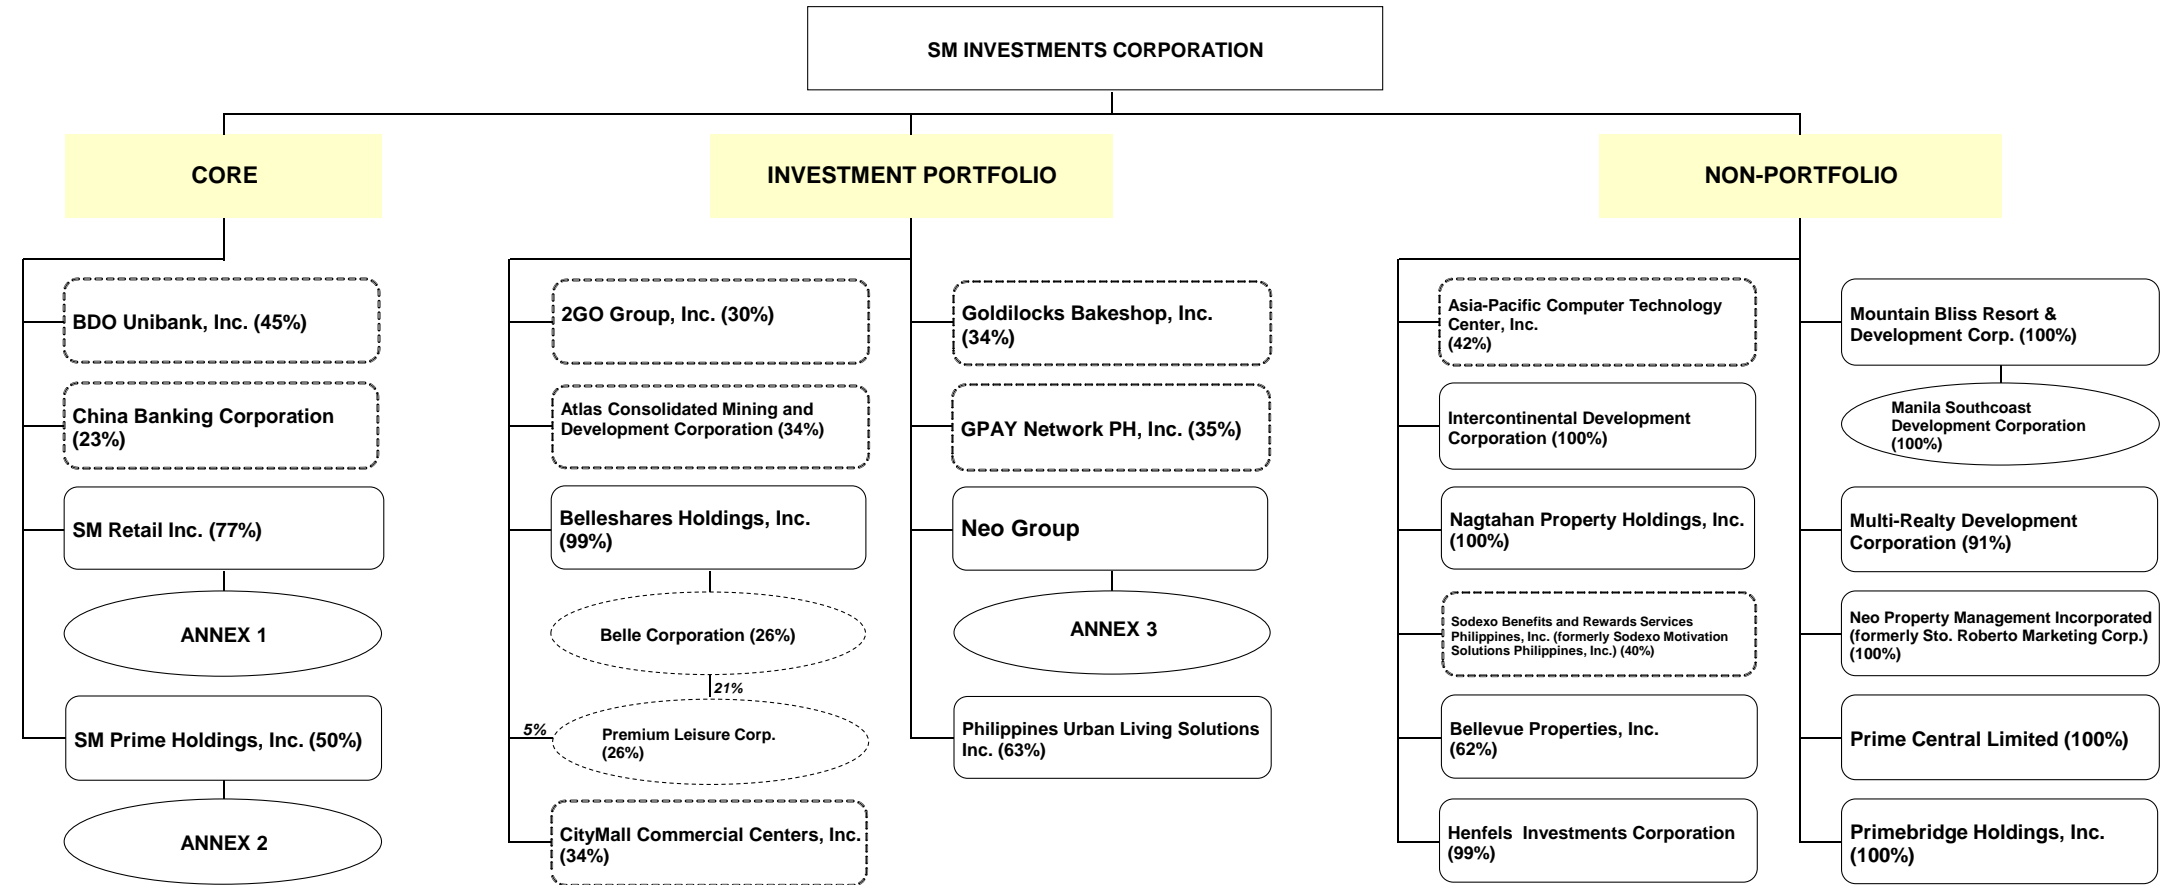 SM INVESTMENTS CORPORATION
CORE
INVESTMENT PORTFOLIO
NON-PORTFOLIO
BDO Unibank, Inc. (45%)
China Banking Corporation
(23%)
SM Retail Inc. (77%)
ANNEX 1
SM Prime Holdings, Inc. (50%)
ANNEX 2
2GO Group, Inc. (30%)
Atlas Consolidated Mining and
Development Corporation (34%)
Belleshares Holdings, Inc.
(99%)
Belle Corporation (26%)
21%
5%
Premium Leisure Corp.
(26%)
CityMall Commercial Centers, Inc.
(34%)
Goldilocks Bakeshop, Inc.
(34%)
GPAY Network PH, Inc. (35%)
Neo Group
ANNEX 3
Philippines Urban Living Solutions
Inc. (63%)
Asia-Pacific Computer Technology
Center, Inc.
(42%)
Intercontinental Development
Corporation (100%)
Nagtahan Property Holdings, Inc.
(100%)
Sodexo Benefits and Rewards Services
Philippines, Inc. (formerly Sodexo Motivation
Solutions Philippines, Inc.) (40%)
Bellevue Properties, Inc.
(62%)
Henfels  Investments Corporation
(99%)
Mountain Bliss Resort &
Development Corp. (100%)
Manila Southcoast
Development Corporation
(100%)
Multi-Realty Development
Corporation (91%)
Neo Property Management Incorporated
(formerly Sto. Roberto Marketing Corp.)
(100%)
Prime Central Limited (100%)
Primebridge Holdings, Inc.
(100%)